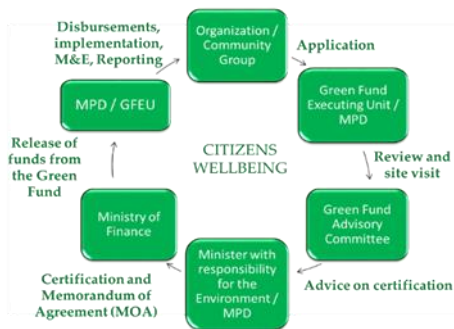 Disbursements,
implementation,
M&E, Reporting
Organization /
Community
Group
Application
MPD / GFEU
Green Fund
Executing Unit /
MPD
Release of
funds from
the Green
Fund
CITIZENS
WELLBEING
Review and
site visit
Ministry of
Finance
Green Fund
Advisory
Committee
Certification and
Memorandum of
Agreement (MOA)
Minister with
responsibility
for the
Environment /
MPD
Advice on certification